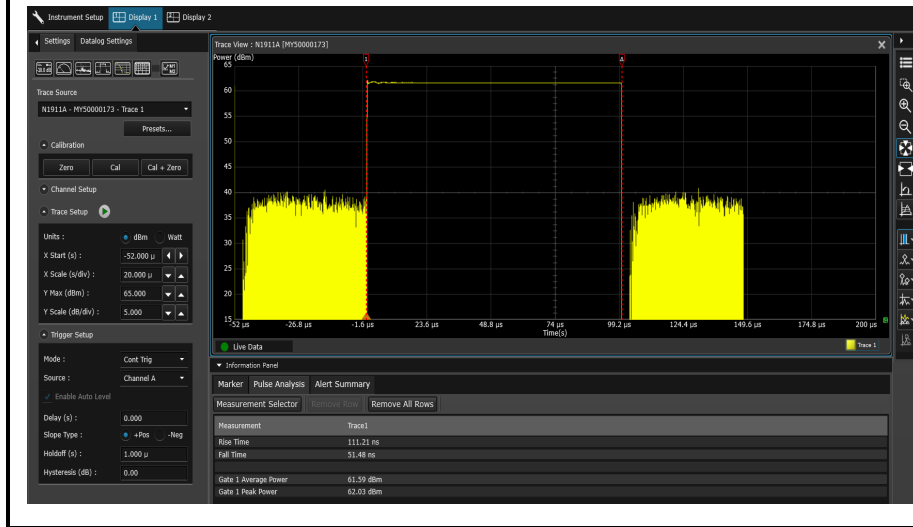 Instrument Setup Display 1 Display 2
Settings Datalog Settings
Trace Source
N1911A - MY50000173 - Trace 1
Presets...
Calibration
Zero Cal Cal + Zero
Channel Setup
Trace Setup
Units : dBm Watt
X Start (s) : -52.000 µ
X Scale (s/div) : 20.000 µ
Y Max (dBm) : 65.000
Y Scale (dB/div) : 5.000
Trigger Setup
Mode : Cont Trig
Source : Channel A
Enable Auto Level
Delay (s) : 0.000
Slope Type : +Pos -Neg
Holdoff (s) : 1.000 µ
Hysteresis (dB) : 0.00
Trace View : N1911A [MY50000173]
Power (dBm)
65
60
55
50
45
40
35
30
25
20
15
1
-52 µs -26.8 µs -1.6 µs 23.6 µs 48.8 µs 74 µs 99.2 µs 124.4 µs 149.6 µs 174.8 µs 200 µs
Time(s)
Live Data
Trace 1
Information Panel
Marker Pulse Analysis Alert Summary
Measurement Selector Remove Row Remove All Rows
Measurement Trace1
Rise Time 111.21 ns
Fall Time 51.48 ns
Gate 1 Average Power 61.59 dBm
Gate 1 Peak Power 62.03 dBm